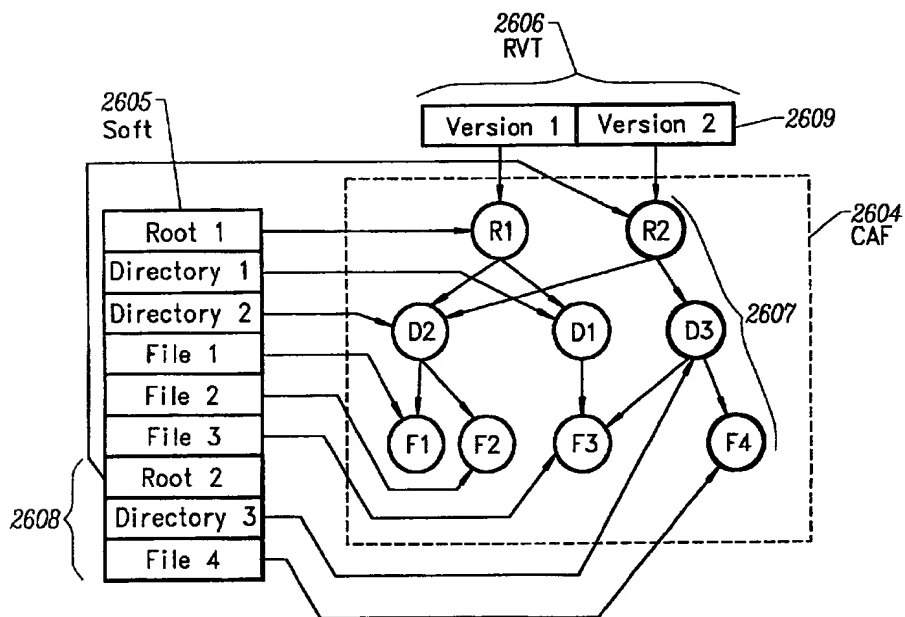 2606
RVT
2605
Soft
Version 1 Version 2
2609
2604
CAF
Root 1
R1 R2
Directory 1
2607
Directory 2
D2 D1 D3
File 1
File 2
File 3
F1 F2 F3 F4
Root 2
2608
Directory 3
File 4